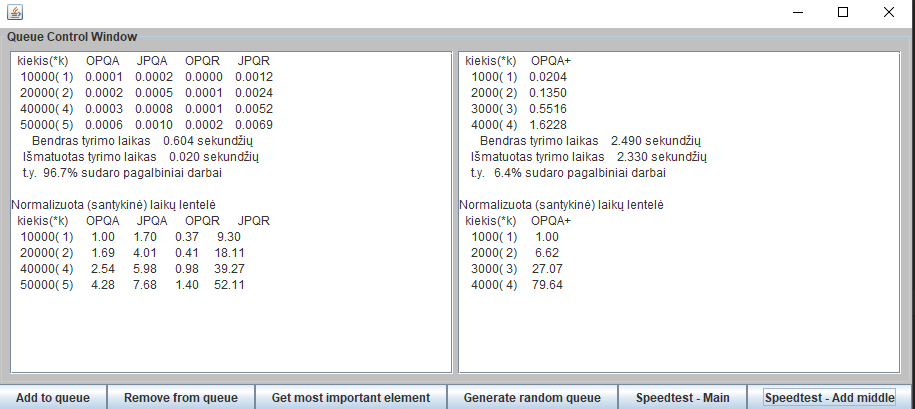 Queue Control Window
kiekis(*k) OPQA JPQA OPQR JPQR
10000( 1) 0.0001 0.0002 0.0000 0.0012
20000( 2) 0.0002 0.0005 0.0001 0.0024
40000( 4) 0.0003 0.0008 0.0001 0.0052
50000( 5) 0.0006 0.0010 0.0002 0.0069
Bendras tyrimo laikas 0.604 sekundžių
Išmatuotas tyrimo laikas 0.020 sekundžių
t.y. 96.7% sudaro pagalbiniai darbai
Normalizuota (santykinė) laikų lentelė
kiekis(*k) OPQA JPQA OPQR JPQR
10000( 1) 1.00 1.70 0.37 9.30
20000( 2) 1.69 4.01 0.41 18.11
40000( 4) 2.54 5.98 0.98 39.27
50000( 5) 4.28 7.68 1.40 52.11
kiekis(*k) OPQA+
1000( 1) 0.0204
2000( 2) 0.1350
3000( 3) 0.5516
4000( 4) 1.6228
Bendras tyrimo laikas 2.490 sekundžių
Išmatuotas tyrimo laikas 2.330 sekundžių
t.y. 6.4% sudaro pagalbiniai darbai
Normalizuota (santykinė) laikų lentelė
kiekis(*k) OPQA+
1000( 1) 1.00
2000( 2) 6.62
3000( 3) 27.07
4000( 4) 79.64
Add to queue Remove from queue Get most important element Generate random queue Speedtest - Main Speedtest - Add middle